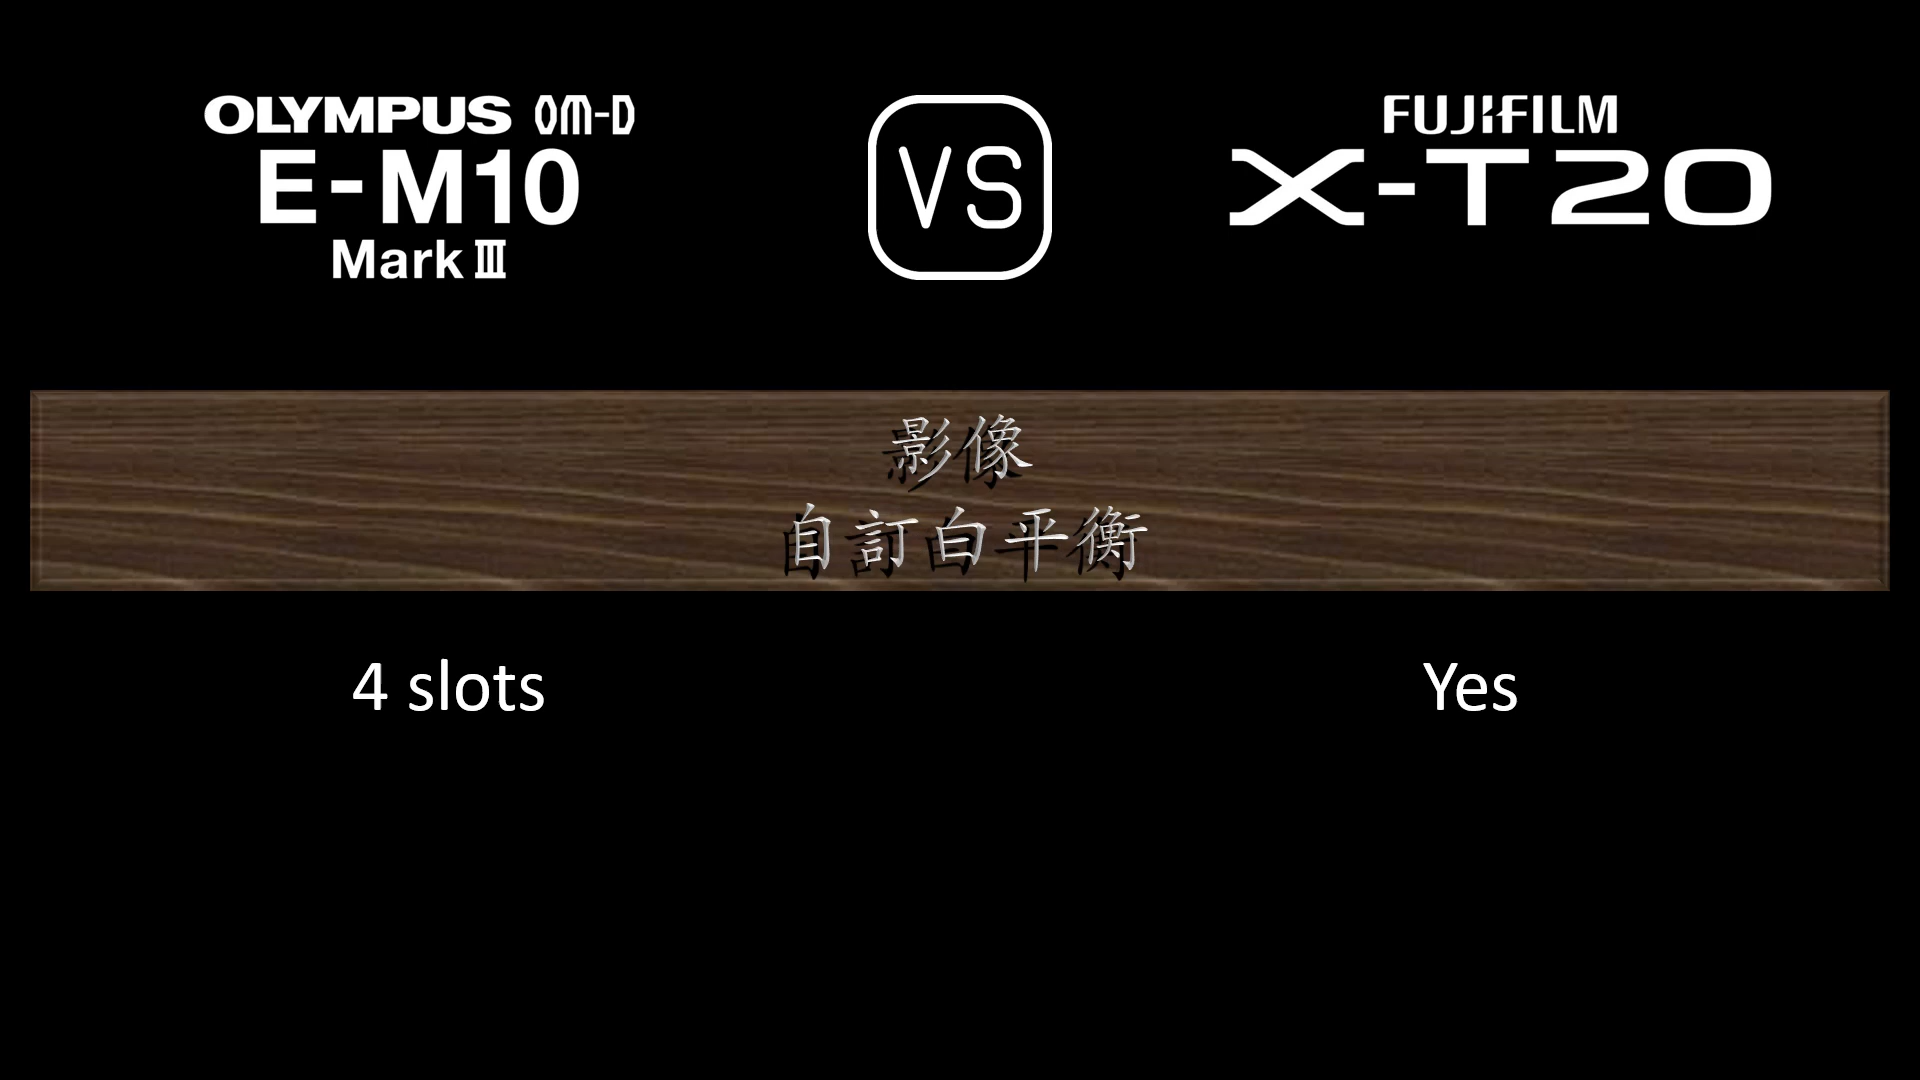 OLYMPUS OM-D
E-M10
Mark III
VS
FUJIFILM
X-T20
影像
自訂白平衡
4 slots
Yes